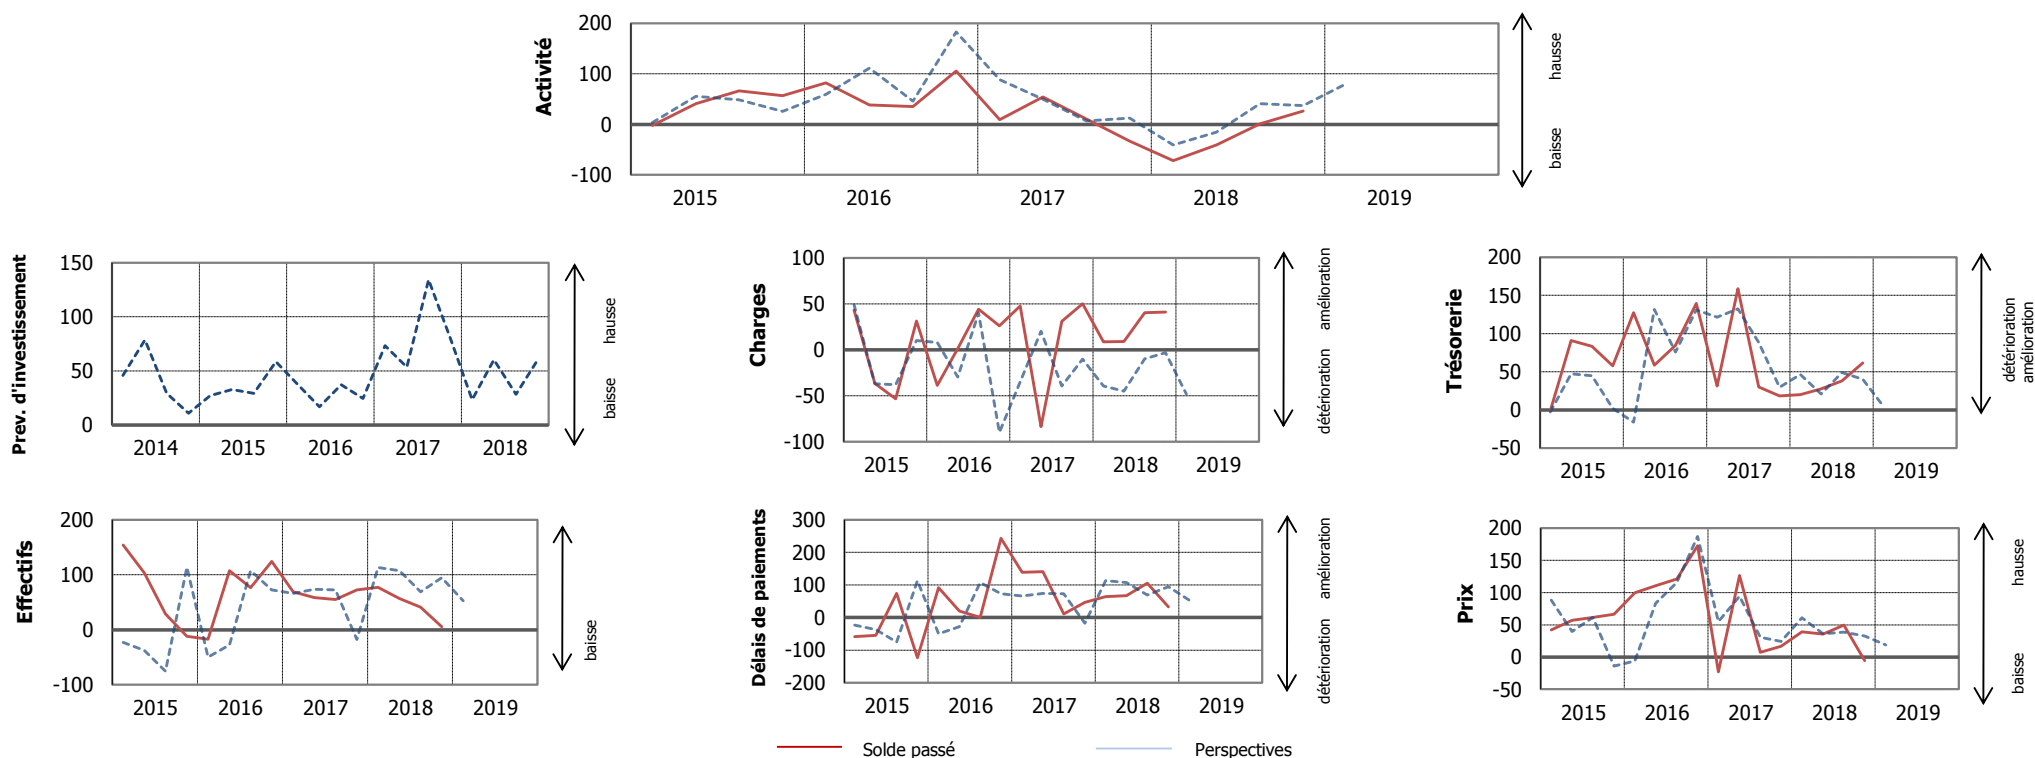 Activité
200
100
0
-100
2015 2016 2017 2018 2019
hausse
baisse
Prev. d'investissement
150
100
50
0
2014 2015 2016 2017 2018
hausse
baisse
Charges
100
50
0
-50
-100
2015 2016 2017 2018 2019
amélioration
détérioration
Trésorerie
200
150
100
50
0
-50
2015 2016 2017 2018 2019
détérioration
amélioration
Effectifs
200
100
0
-100
2015 2016 2017 2018 2019
baisse
Délais de paiements
300
200
100
0
-100
-200
2015 2016 2017 2018 2019
amélioration
détérioration
Prix
200
150
100
50
0
-50
2015 2016 2017 2018 2019
hausse
baisse
Solde passé Perspectives